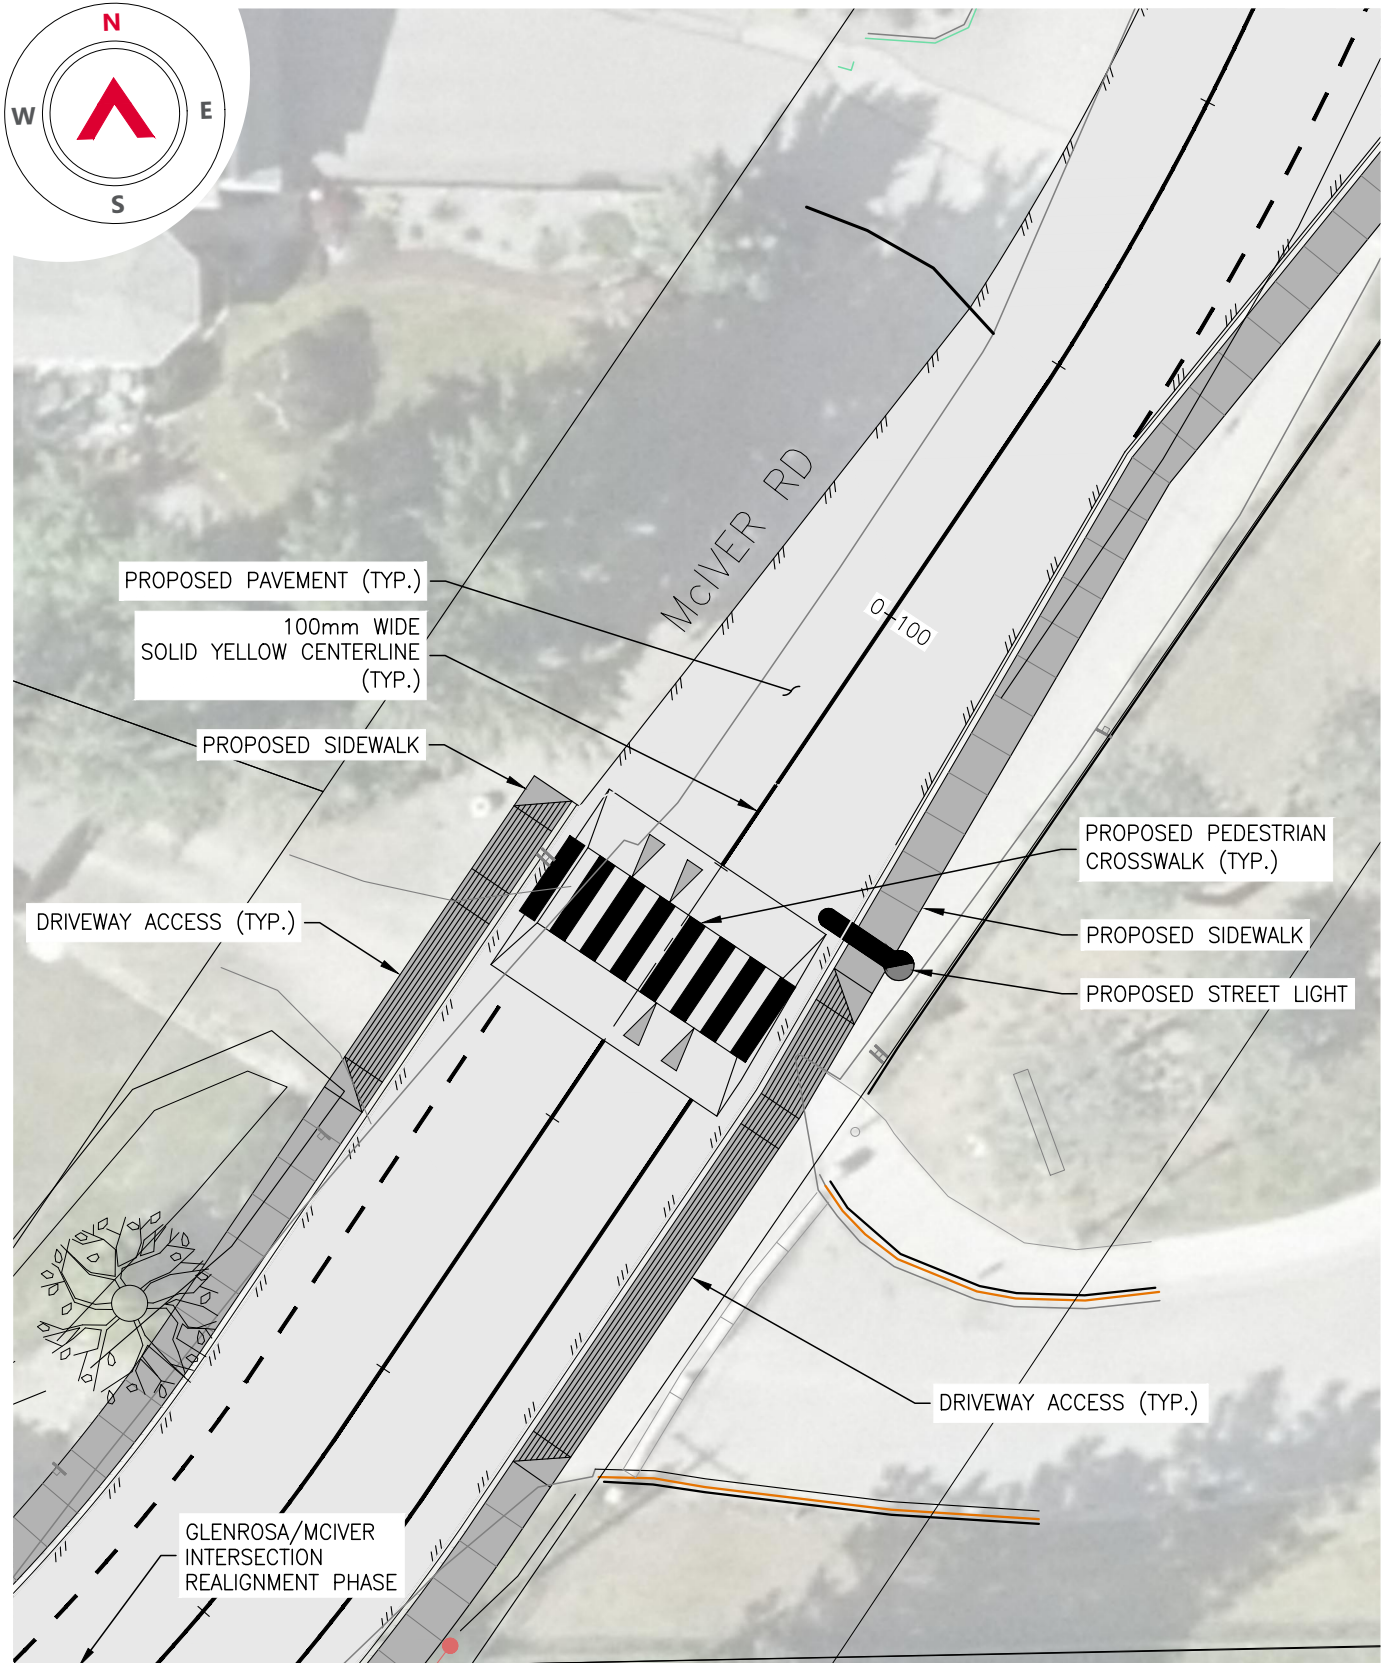 N
W
E
S
McIVER RD
PROPOSED PAVEMENT (TYP.)
0+100
100mm WIDE
SOLID YELLOW CENTERLINE
(TYP.)
PROPOSED SIDEWALK
PROPOSED PEDESTRIAN
CROSSWALK (TYP.)
DRIVEWAY ACCESS (TYP.)
PROPOSED SIDEWALK
PROPOSED STREET LIGHT
DRIVEWAY ACCESS (TYP.)
GLENROSA/MCIVER
INTERSECTION
REALIGNMENT PHASE